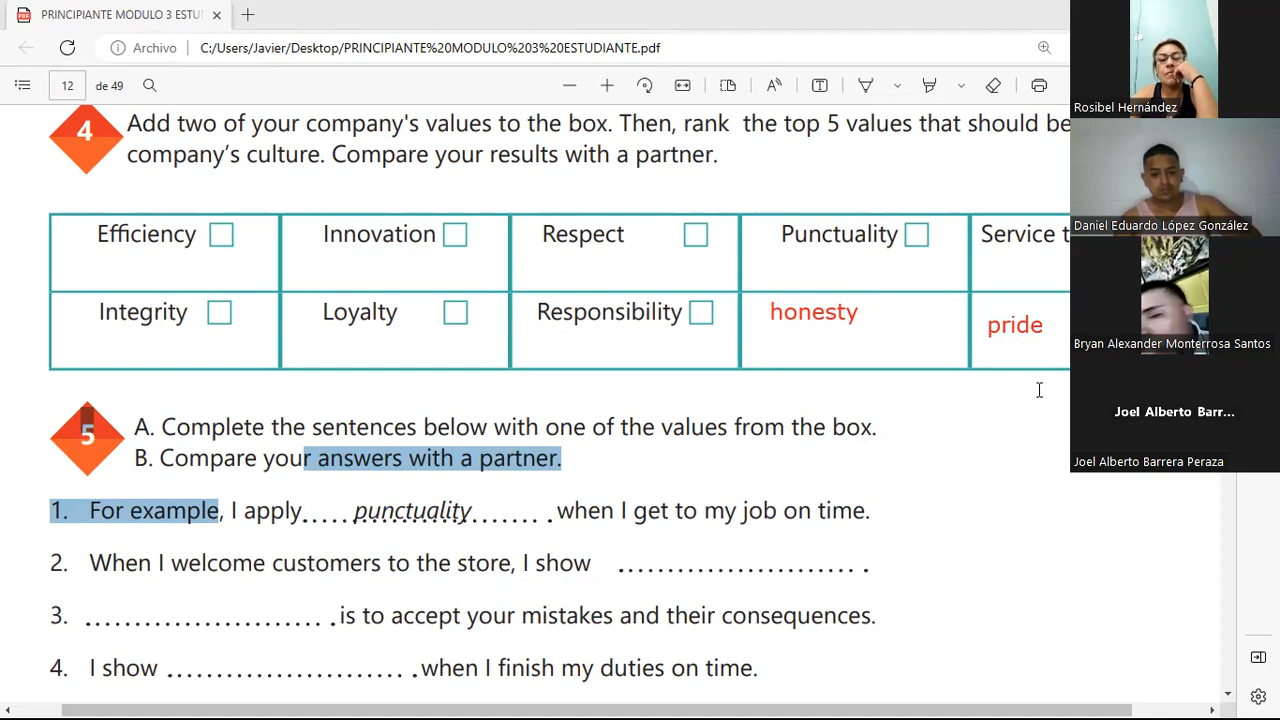 PRINCIPIANTE MODULO 3 ESTU
Archivo
C:/Users/Javier/Desktop/PRINCIPIANTE%20MODULO%203%20ESTUDIANTE.pdf
12 de 49
4
Add two of your company's values to the box. Then, rank the top 5 values that should be
company's culture. Compare your results with a partner.
Efficiency Innovation Respect Punctuality Service t
Integrity Loyalty Responsibility honesty pride
5
A. Complete the sentences below with one of the values from the box.
B. Compare your answers with a partner.
1. For example, I apply..... punctuality ....... when I get to my job on time.
2. When I welcome customers to the store, I show ........................
3. ........................ is to accept your mistakes and their consequences.
4. I show ........................ when I finish my duties on time.
Rosibel Hernández
Daniel Eduardo López González
Bryan Alexander Monterrosa Santos
Joel Alberto Barr...
Joel Alberto Barrera Peraza